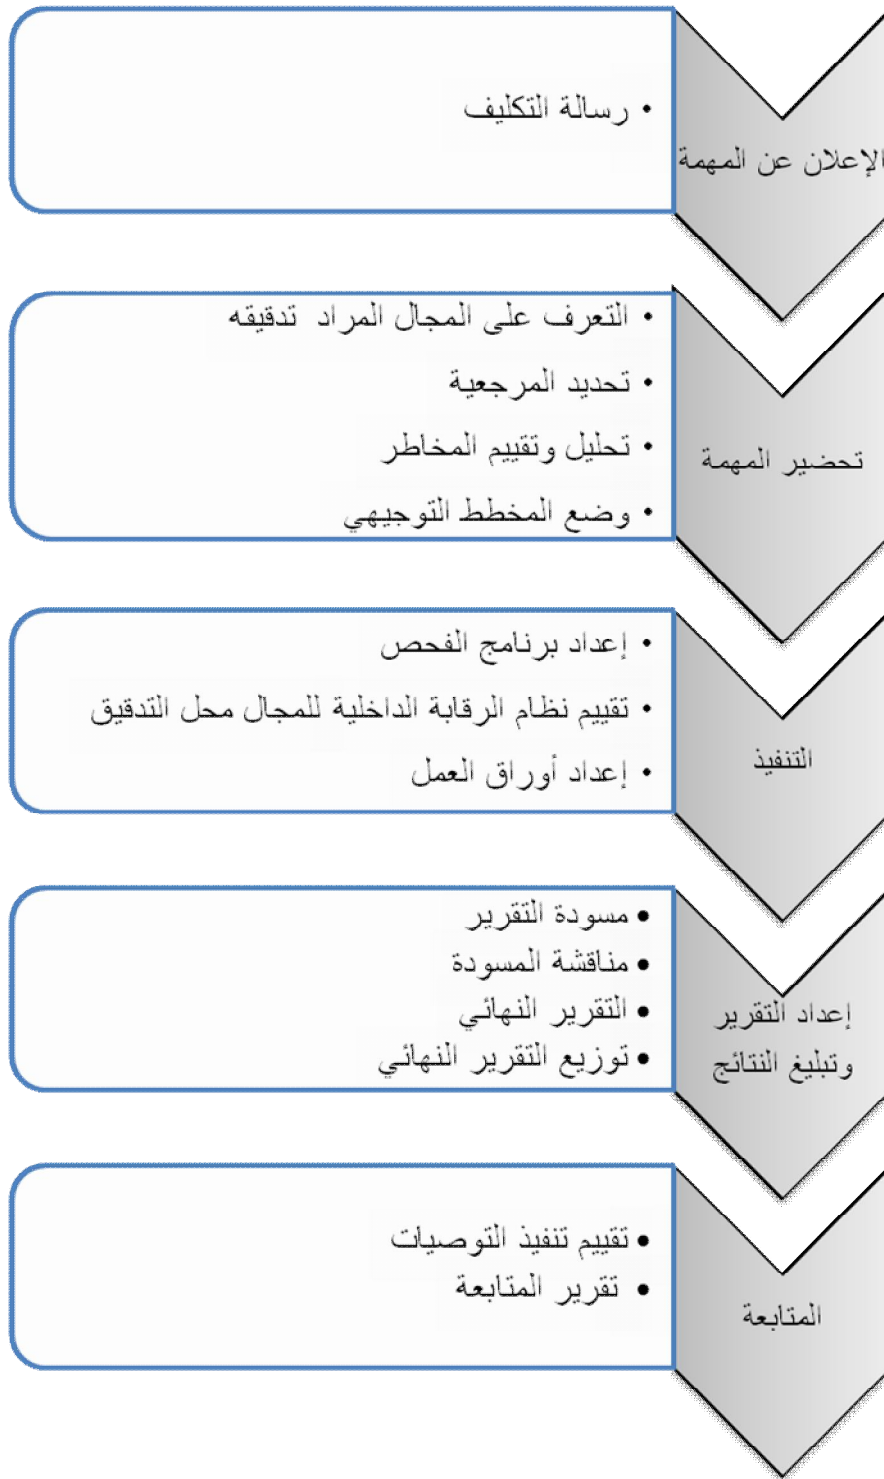 الإعلان عن المهمة
• رسالة التكليف
تحضير المهمة
• التعرف على المجال المراد تدقيقه
• تحديد المرجعية
• تحليل وتقييم المخاطر
• وضع المخطط التوجيهي
التنفيذ
• إعداد برنامج الفحص
• تقييم نظام الرقابة الداخلية للمجال محل التدقيق
• إعداد أوراق العمل
إعداد التقرير
وتبليغ النتائج
• مسودة التقرير
• مناقشة المسودة
• التقرير النهائي
• توزيع التقرير النهائي
المتابعة
• تقييم تنفيذ التوصيات
• تقرير المتابعة